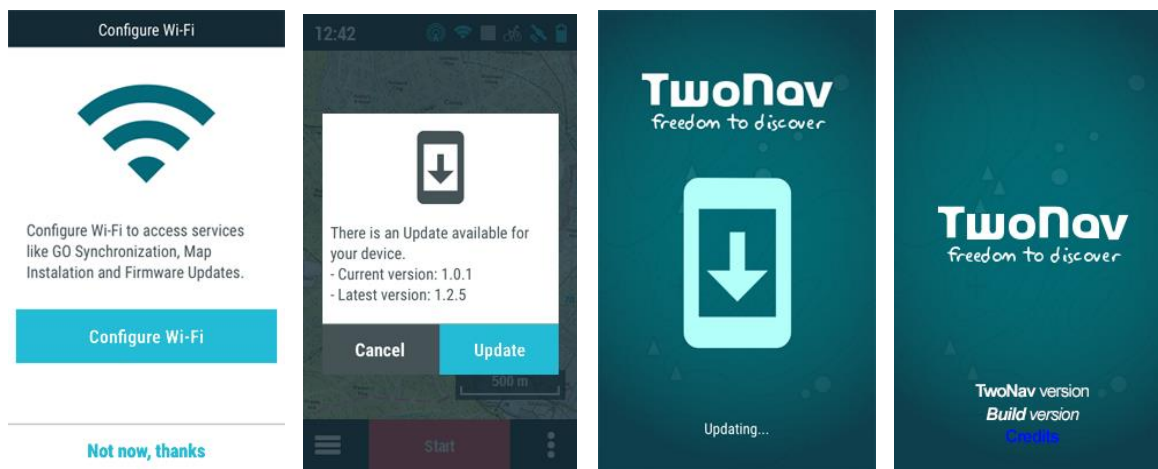 Configure Wi-Fi
Configure Wi-Fi to access services
like GO Synchronization, Map
Instalation and Firmware Updates.
Configure Wi-Fi
Not now, thanks
12:42
There is an Update available for
your device.
- Current version: 1.0.1
- Latest version: 1.2.5
Cancel
Update
500 m
Start
TwoNav
freedom to discover
Updating...
TwoNav
freedom to discover
TwoNav version
Build version
Credits